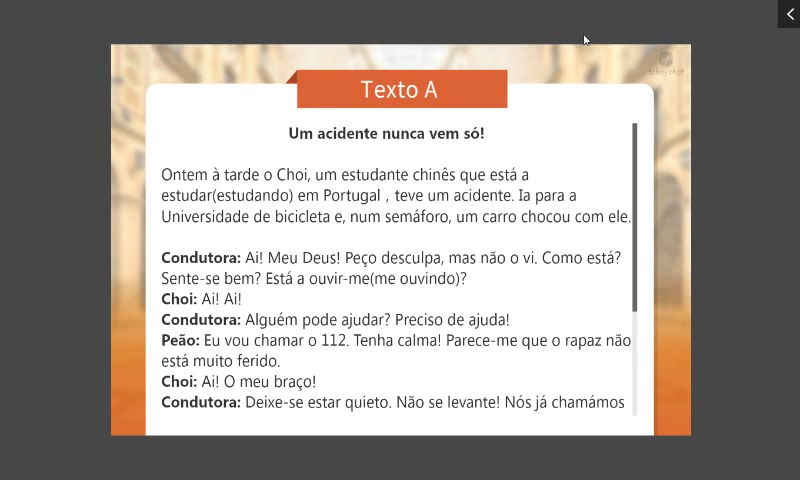 Texto A
Um acidente nunca vem só!
Ontem à tarde o Choi, um estudante chinês que está a
estudar(estudando) em Portugal , teve um acidente. Ia para a
Universidade de bicicleta e, num semáforo, um carro chocou com ele.
Condutora: Ai! Meu Deus! Peço desculpa, mas não o vi. Como está?
Sente-se bem? Está a ouvir-me(me ouvindo)?
Choi: Ai! Ai!
Condutora: Alguém pode ajudar? Preciso de ajuda!
Peão: Eu vou chamar o 112. Tenha calma! Parece-me que o rapaz não
está muito ferido.
Choi: Ai! O meu braço!
Condutora: Deixe-se estar quieto. Não se levante! Nós já chamámos